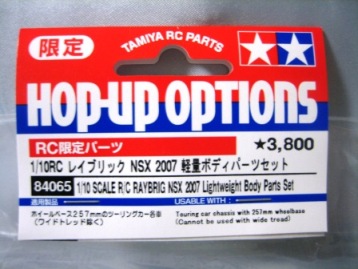 限定
TAMIYA RC PARTS
HOP-UP OPTIONS
RC限定パーツ
★3,800
1/10RC レイブリック NSX 2007 軽量ボディパーツセット
84065 1/10 SCALE R/C RAYBRIG NSX 2007 Lightweight Body Parts Set
適用製品 USABLE WITH :
ホイールベース257mmのツーリングカー各車 Touring car chassis with 257mm wheelbase
(ワイドトレッド除く) (Cannot be used with wide tread)